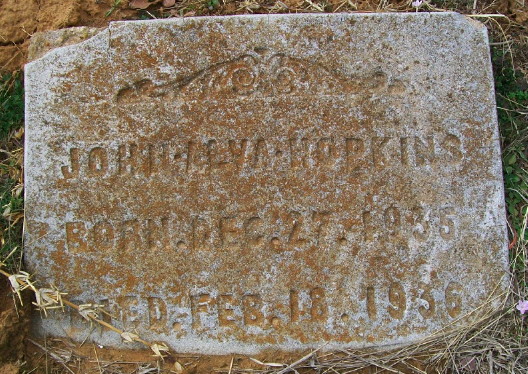 JOHN·ALVA·HOPKINS
BORN.DEC.27.1935
DIED.FEB.18.1936